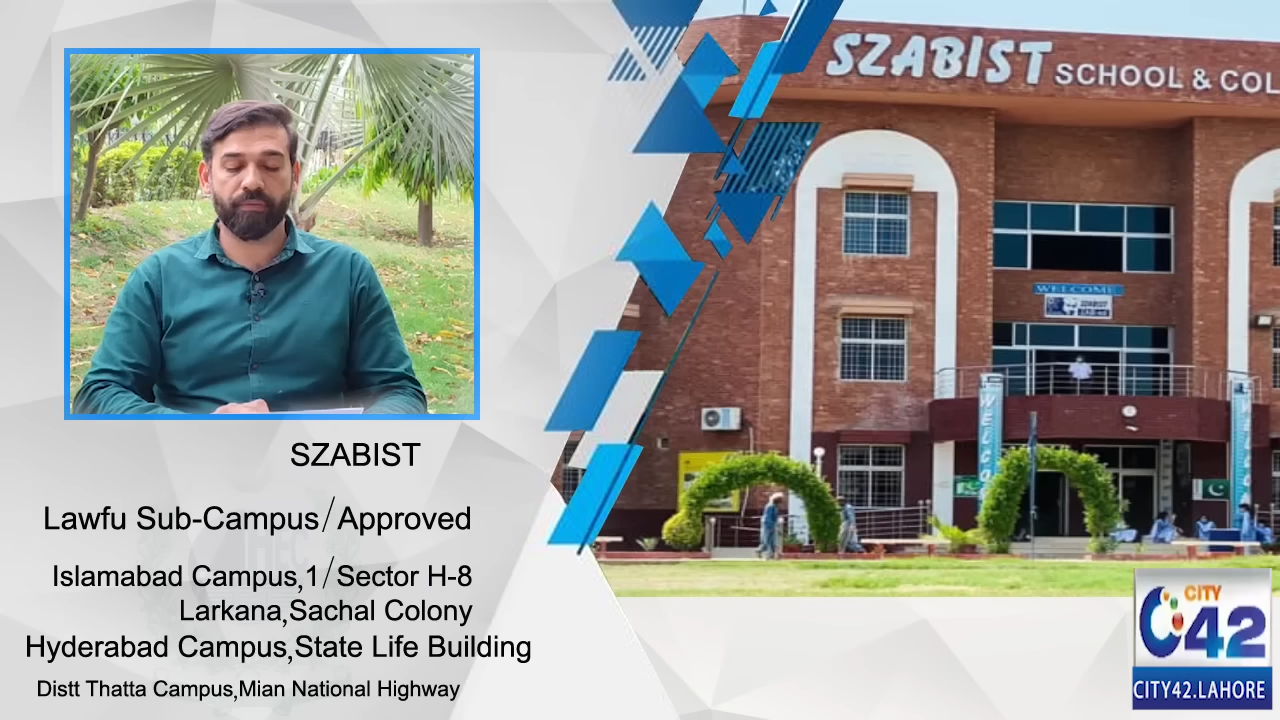 SZABIST SCHOOL & COL
WELCOME
SZABIST
WELCO
SZABIST
Lawfu Sub-Campus/Approved
Islamabad Campus,1/Sector H-8
Larkana,Sachal Colony
Hyderabad Campus,State Life Building
Distt Thatta Campus,Mian National Highway
CITY
42
CITY42.LAHORE